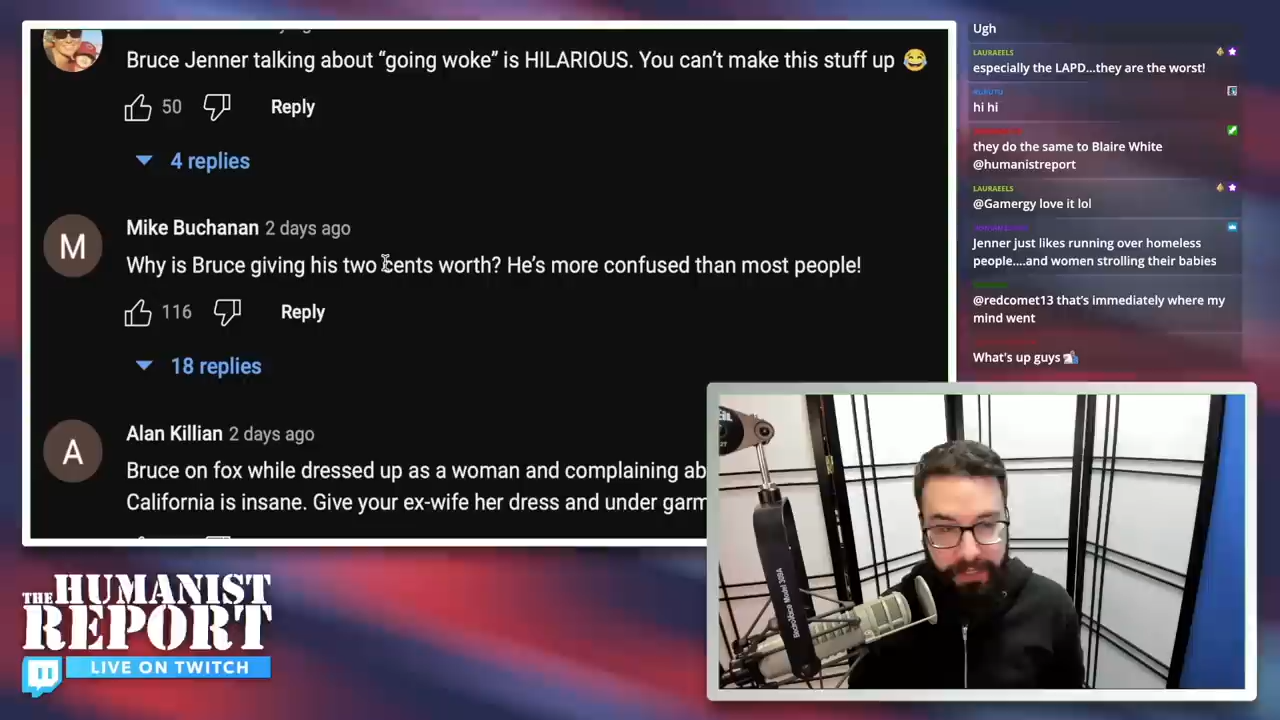 Bruce Jenner talking about “going woke” is HILARIOUS. You can’t make this stuff up 😂
50
Reply
4 replies
M
Mike Buchanan 2 days ago
Why is Bruce giving his two cents worth? He’s more confused than most people!
116
Reply
18 replies
A
Alan Killian 2 days ago
Bruce on fox while dressed up as a woman and complaining
California is insane. Give your ex-wife her dress and under
Ugh
LAURAEELS
especially the LAPD...they are the worst!
hi hi
they do the same to Blaire White
@humanistreport
LAURAEELS
@Gamergy love it lol
Jenner just likes running over homeless
people....and women strolling their babies
@redcomet13 that's immediately where my
mind went
What's up guys
THE HUMANIST
REPORT
LIVE ON TWITCH